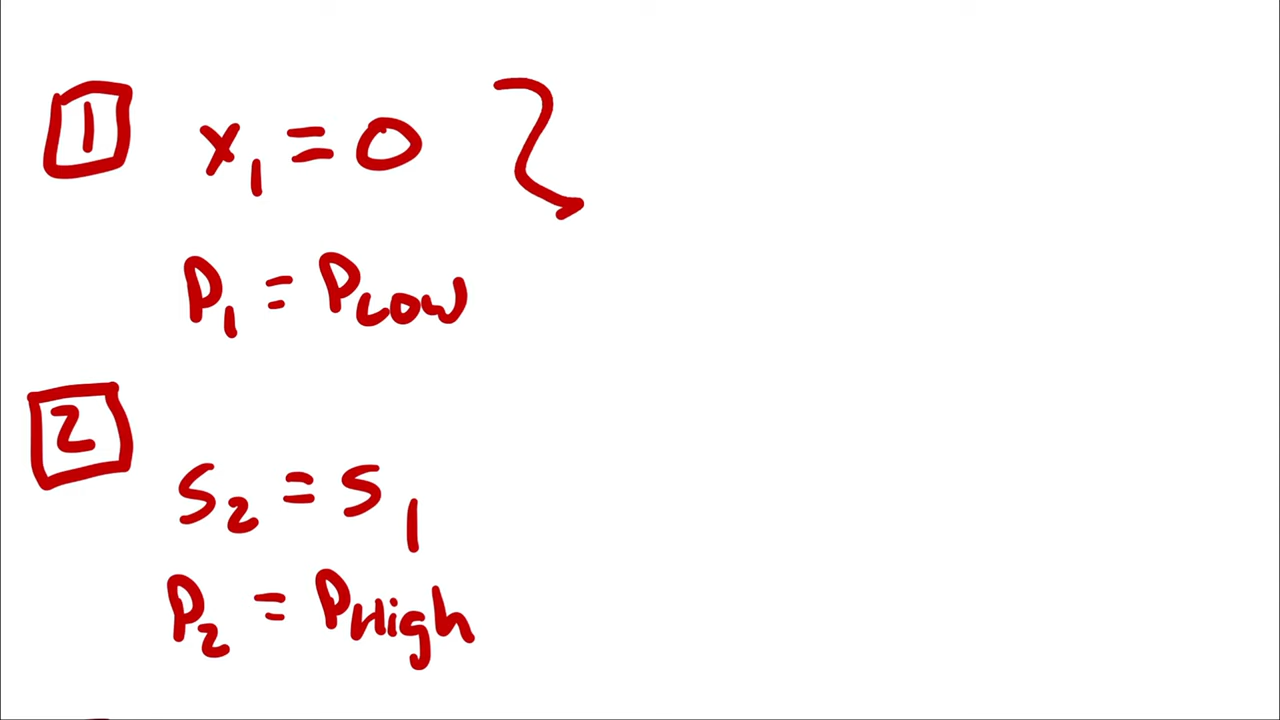 1 x₁ = 0
P₁ = PLow
2
S₂ = S₁
P₂ = PHigh